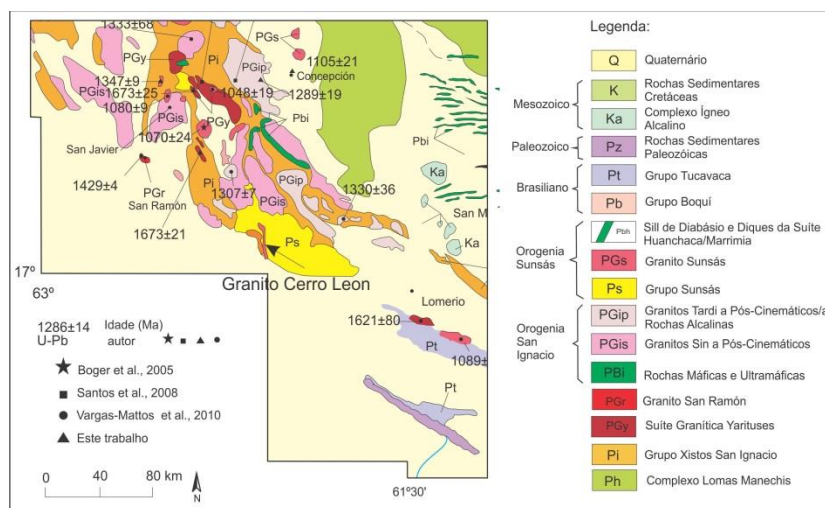 1333±68
PGy
Pi
PGs
PGip
1105±21
Concepción
1347±9
1673±25
PGis
1080±9
1048±19
1289±19
PGis
PGy
Pbi
1070±24
San Javier
Pbi
Ka
1429±4
PGr
San Ramón
Pi
1307±7
PGip
PGis
1330±36
San M
Ka
1673±21
Ps
17°
63°
Granito Cerro Leon
Lomerio
1621±80
Pt
1089±
Pt
61°30'
1286±14
U-Pb
Idade (Ma)
autor
Boger et al., 2005
Santos et al., 2008
Vargas-Mattos et al., 2010
Este trabalho
0
40
80 km
N
Legenda:
Q Quaternário
Mesozoico
K Rochas Sedimentares Cretáceas
Ka Complexo Ígneo Alcalino
Paleozoico
Pz Rochas Sedimentares Paleozóicas
Brasiliano
Pt Grupo Tucavaca
Pb Grupo Boquí
Orogenia Sunsás
Pbh Sill de Diabásio e Diques da Suíte Huanchaca/Marrimia
PGs Granito Sunsás
Ps Grupo Sunsás
Orogenia San Ignacio
PGip Granitos Tardi a Pós-Cinemáticos/a Rochas Alcalinas
PGis Granitos Sin a Pós-Cinemáticos
PBi Rochas Máficas e Ultramáficas
PGr Granito San Ramón
PGy Suíte Granítica Yarituses
Pi Grupo Xistos San Ignacio
Ph Complexo Lomas Manechis